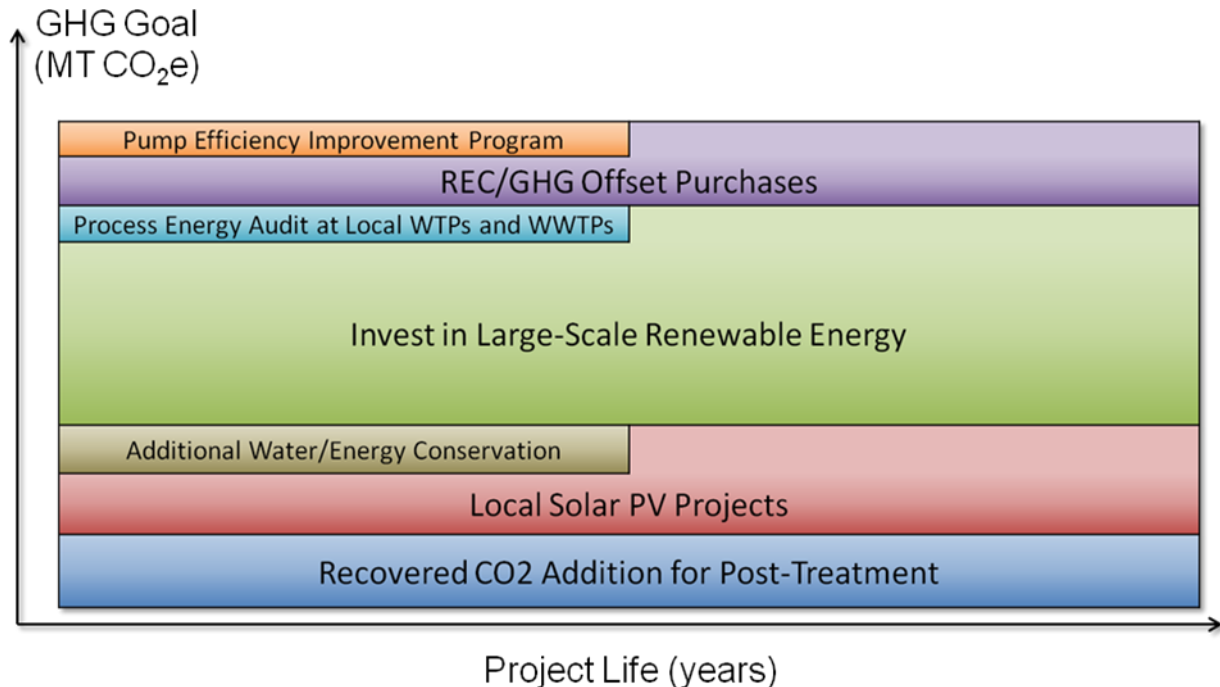 GHG Goal
(MT CO₂e)
Pump Efficiency Improvement Program
REC/GHG Offset Purchases
Process Energy Audit at Local WTPs and WWTPs
Invest in Large-Scale Renewable Energy
Additional Water/Energy Conservation
Local Solar PV Projects
Recovered CO2 Addition for Post-Treatment
Project Life (years)